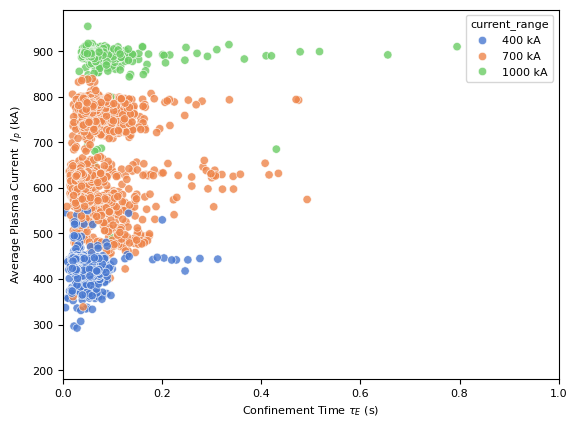 current_range
400 kA
700 kA
1000 kA
Average Plasma Current $I_p$ (kA)
900
800
700
600
500
400
300
200
0.0 0.2 0.4 0.6 0.8 1.0
Confinement Time $\tau_E$ (s)